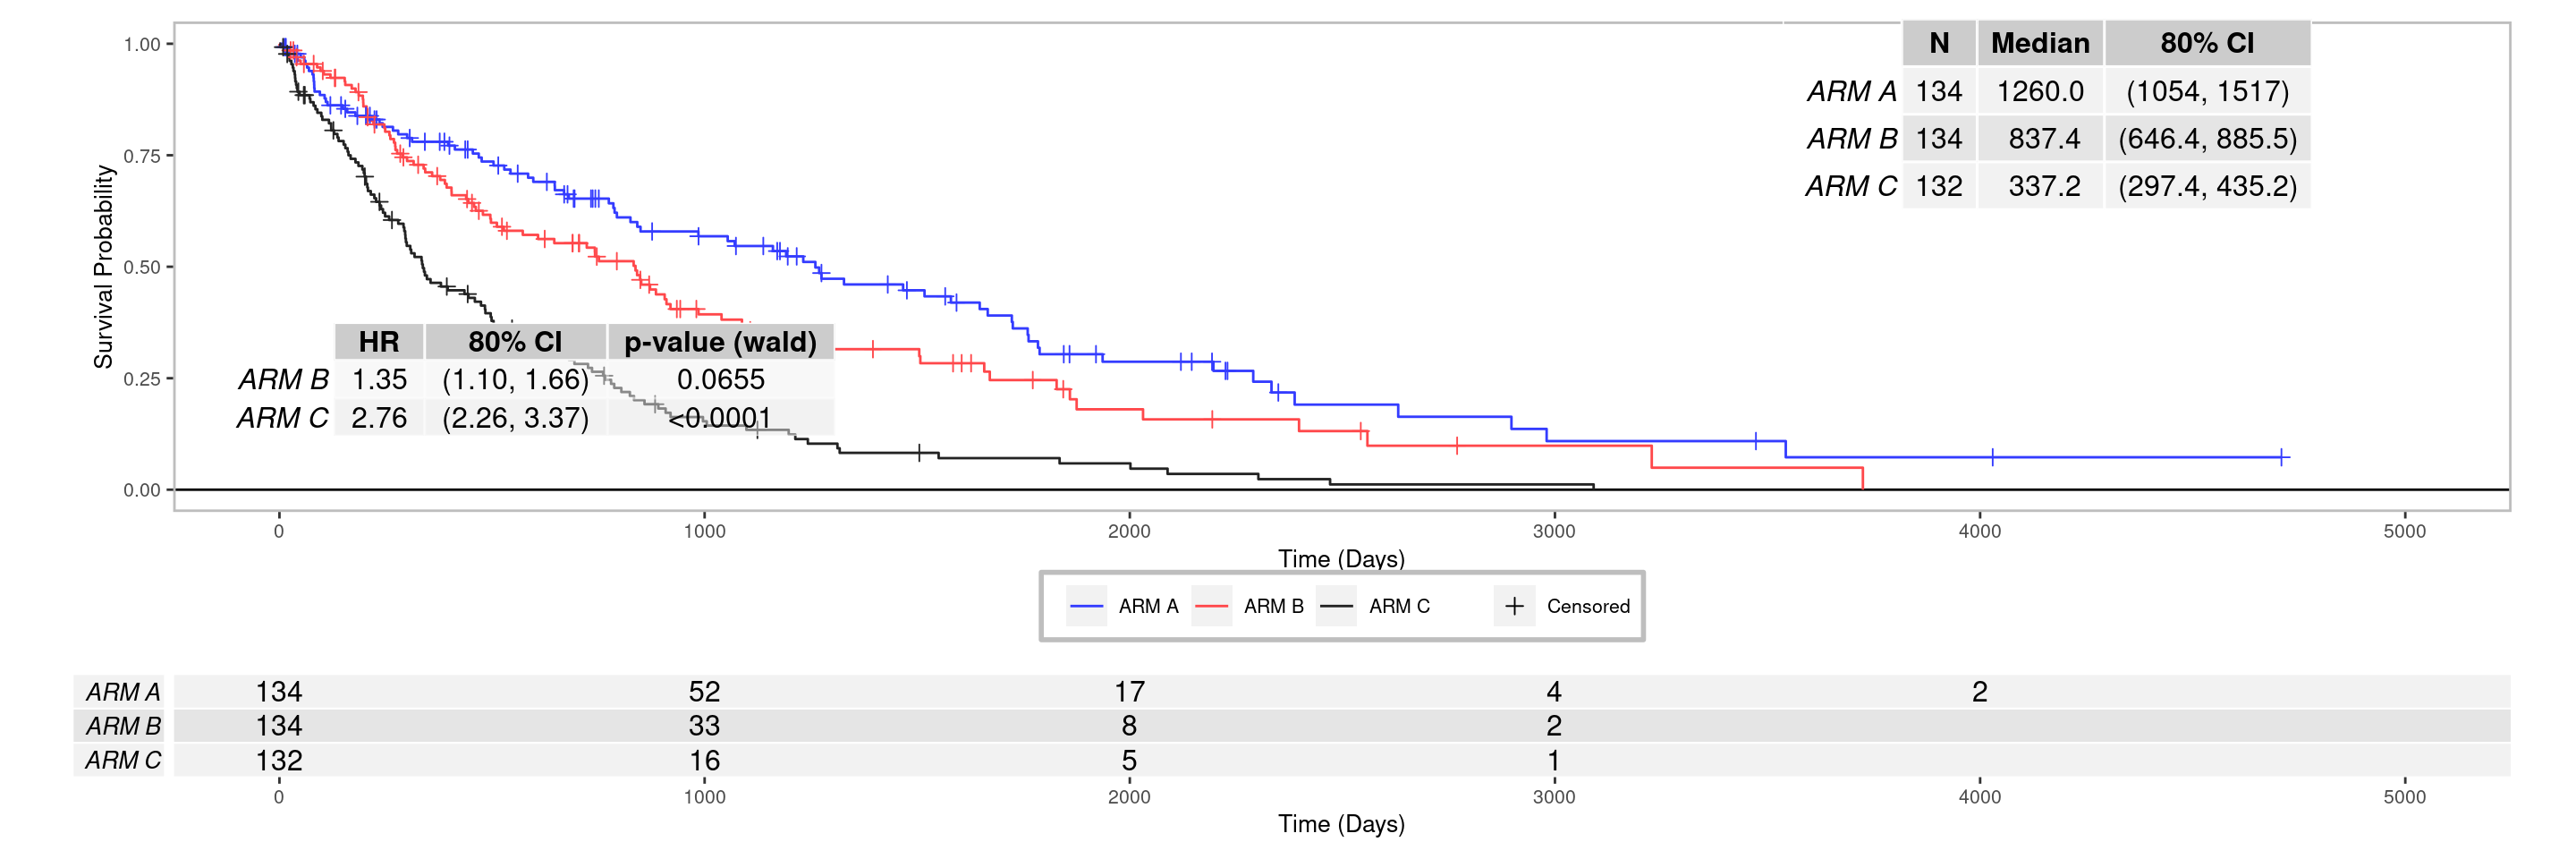 N Median 80% CI
ARM A 134 1260.0 (1054, 1517)
ARM B 134 837.4 (646.4, 885.5)
ARM C 132 337.2 (297.4, 435.2)
1.00
0.75
0.50
0.25
0.00
Survival Probability
HR 80% CI p-value (wald)
ARM B 1.35 (1.10, 1.66) 0.0655
ARM C 2.76 (2.26, 3.37) <0.0001
0 1000 2000 3000 4000 5000
Time (Days)
ARM A ARM B ARM C Censored
ARM A 134 52 17 4 2
ARM B 134 33 8 2
ARM C 132 16 5 1
0 1000 2000 3000 4000 5000
Time (Days)